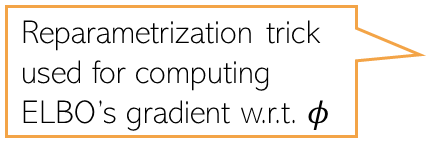 Reparametrization trick
used for computing
ELBO's gradient w.r.t. ϕ